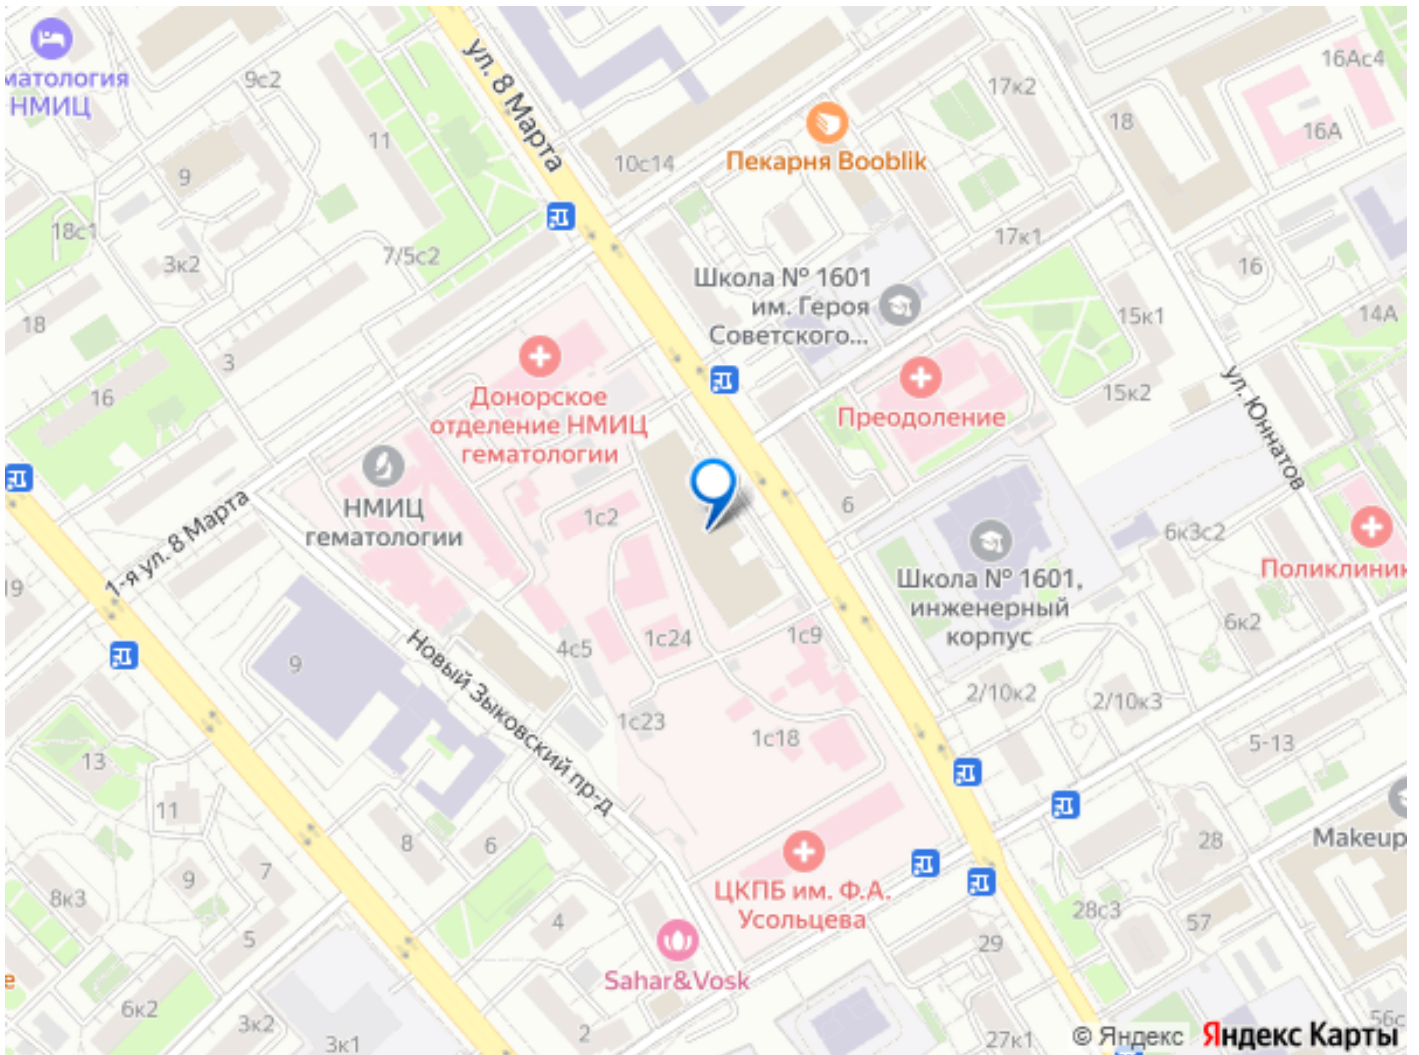 матология
НМИЦ
9с2
ул. 8 Марта
11
10с14
Пекарня Booblik
17к2
16Ас4
18
16А
9
18с1
3к2
7/5с2
17к1
16
Школа № 1601
им. Героя
Советского...
15к1
14А
18
3
16
Донорское
отделение НМИЦ
гематологии
Преодоление
15к2
ул. Юннатов
НМИЦ
гематологии
1-я ул. 8 Марта
1с2
6
Школа № 1601,
инженерный
корпус
6к3с2
Поликлиник
19
9
4с5
1с24
1с9
6к2
Новый Зыковский пр-д
2/10к2
2/10к3
1с23
1с18
5-13
13
11
8
6
28
Makeup
7
9
8к3
ЦКПБ им. Ф.А.
Усольцева
4
28с3
57
5
29
Sahar&Vosk
е
6к2
3к2
3к1
2
27к1
56с
© Яндекс
Яндекс Карты